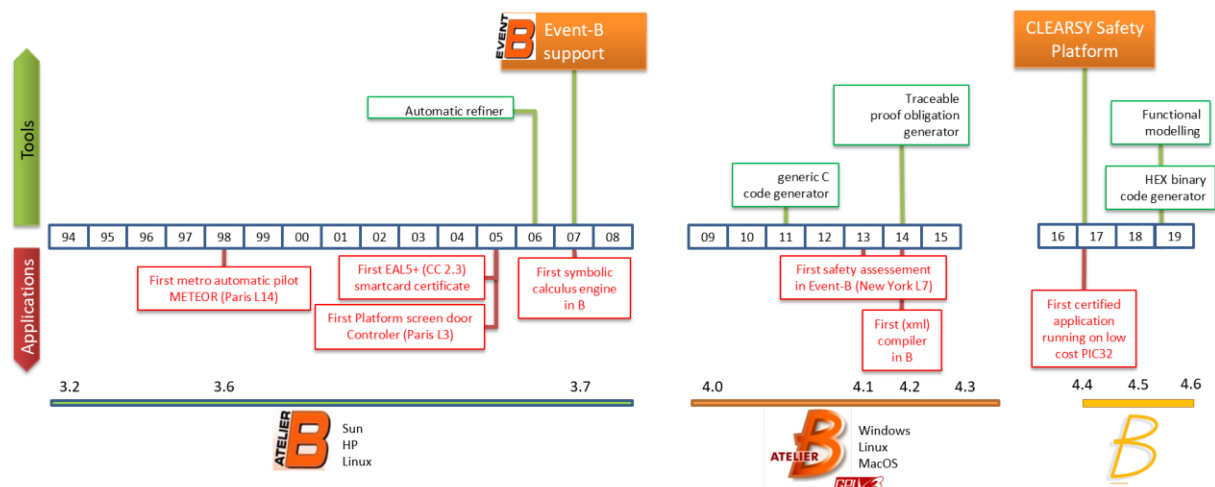 EVENT
B
Event-B
support
CLEARSY Safety
Platform
Tools
Automatic refiner
Traceable
proof obligation
generator
Functional
modelling
generic C
code generator
HEX binary
code generator
94 95 96 97 98 99 00 01 02 03 04 05 06 07 08
09 10 11 12 13 14 15
16 17 18 19
Applications
First metro automatic pilot
METEOR (Paris L14)
First EAL5+ (CC 2.3)
smartcard certificate
First Platform screen door
Controler (Paris L3)
First symbolic
calculus engine
in B
First safety assessement
in Event-B (New York L7)
First (xml)
compiler
in B
First certified
application
running on low
cost PIC32
3.2 3.6 3.7
4.0 4.1 4.2 4.3
4.4 4.5 4.6
ATELIER
B
Sun
HP
Linux
ATELIER
B
Windows
Linux
MacOS
GPLV3
B